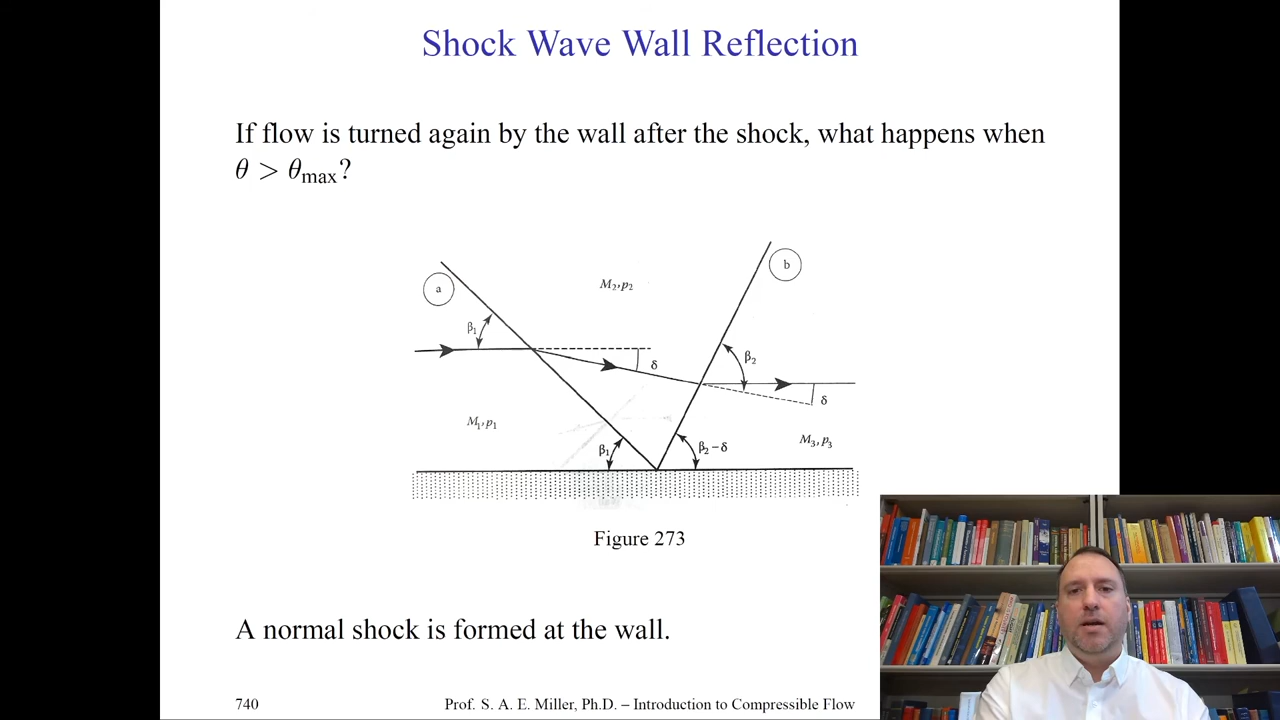 Shock Wave Wall Reflection
If flow is turned again by the wall after the shock, what happens when
θ > θmax?
a
b
M₂,p₂
β₁
δ
β₂
δ
M₁,p₁
β₁
β₂ – δ
M₃,p₃
Figure 273
A normal shock is formed at the wall.
740
Prof. S. A. E. Miller, Ph.D. – Introduction to Compressible Flow